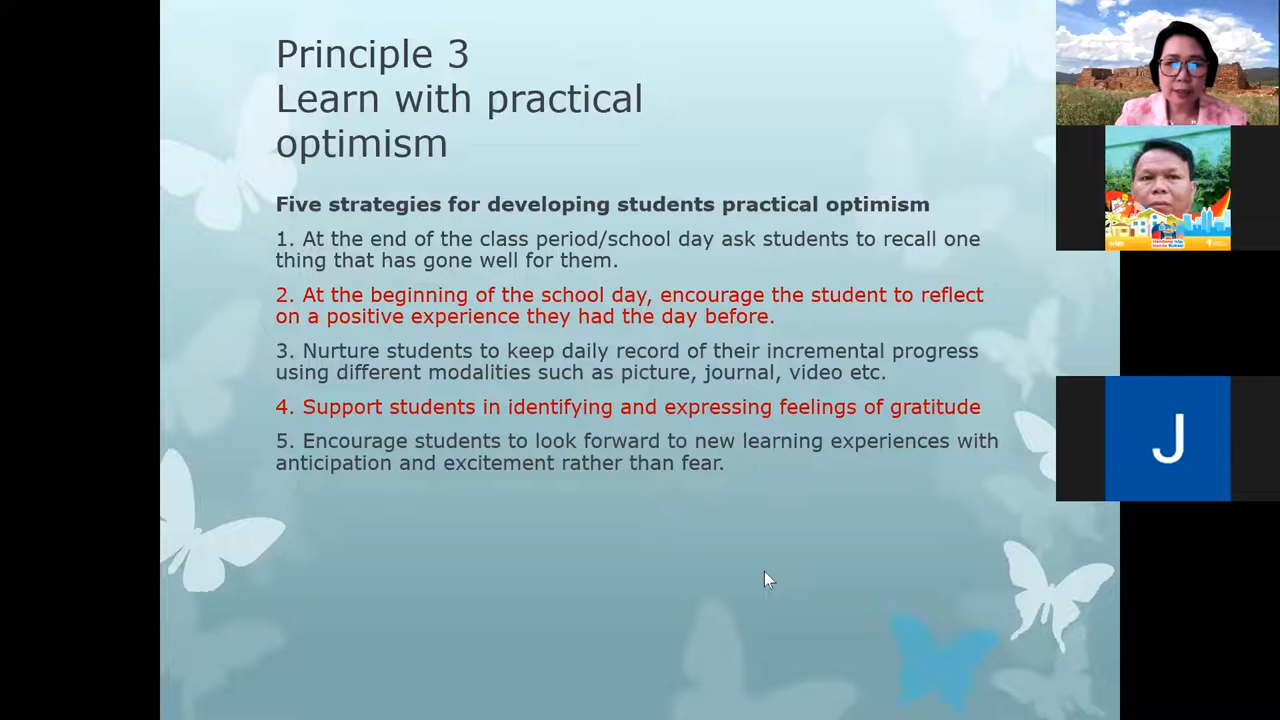 Principle 3
Learn with practical
optimism
Five strategies for developing students practical optimism
1. At the end of the class period/school day ask students to recall one
thing that has gone well for them.
2. At the beginning of the school day, encourage the student to reflect
on a positive experience they had the day before.
3. Nurture students to keep daily record of their incremental progress
using different modalities such as picture, journal, video etc.
4. Support students in identifying and expressing feelings of gratitude
5. Encourage students to look forward to new learning experiences with
anticipation and excitement rather than fear.
J